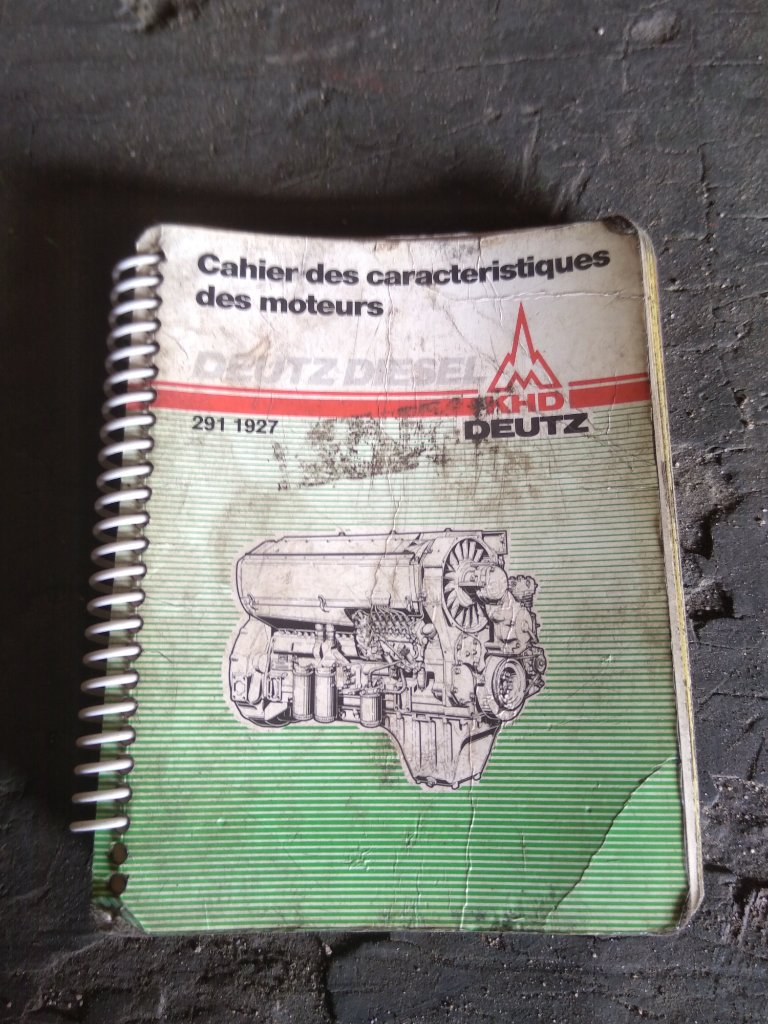 Cahier des caracteristiques
des moteurs
DEUTZ DIESEL
KHD
291 1927
DEUTZ